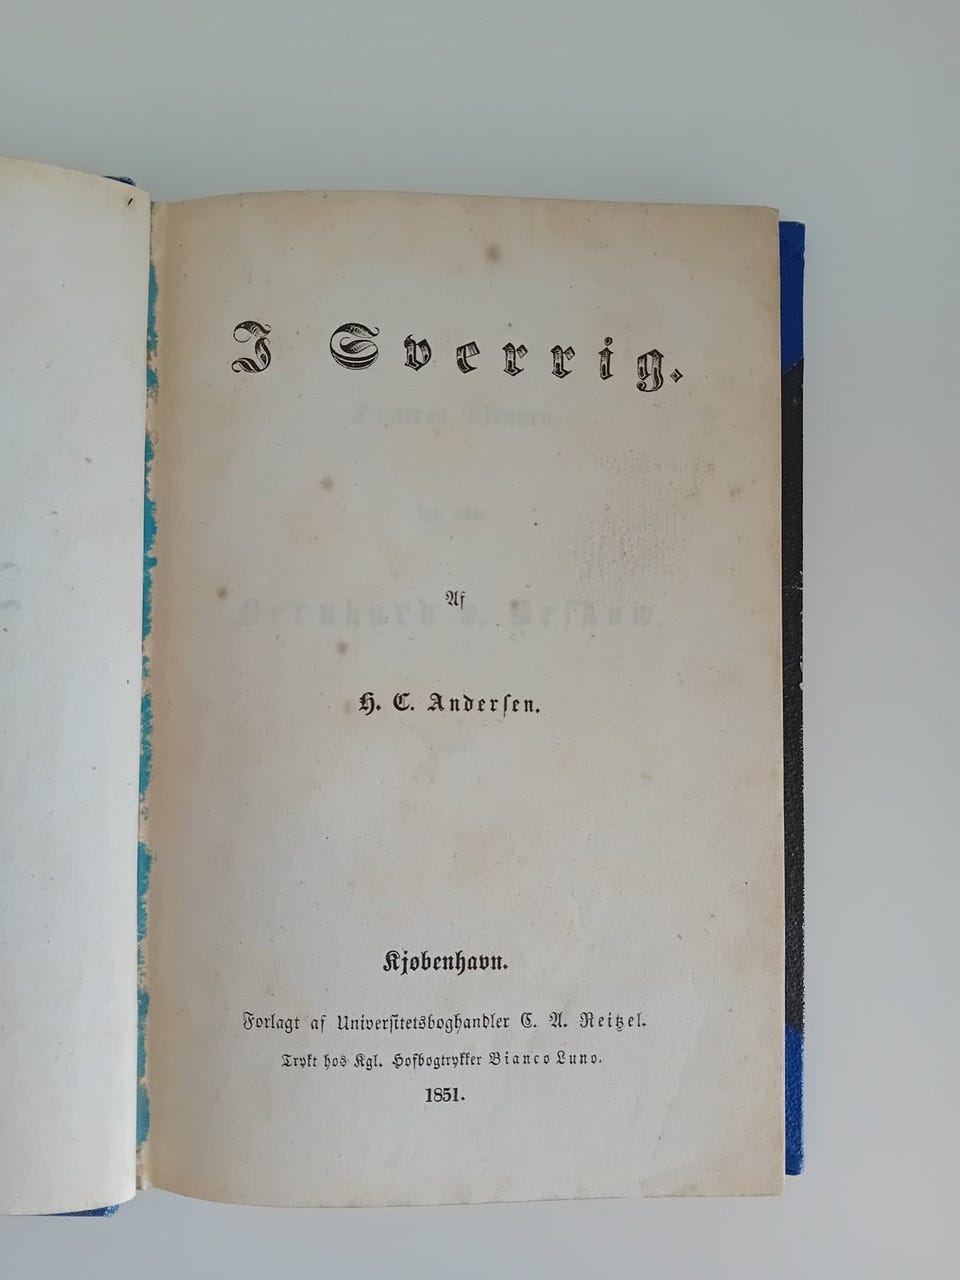 I Sverrig.
Af
H. C. Andersen.
Kjøbenhavn.
Forlagt af Universitetsboghandler C. A. Reitzel.
Trykt hos Kgl. Hofbogtrykker Bianco Luno.
1851.